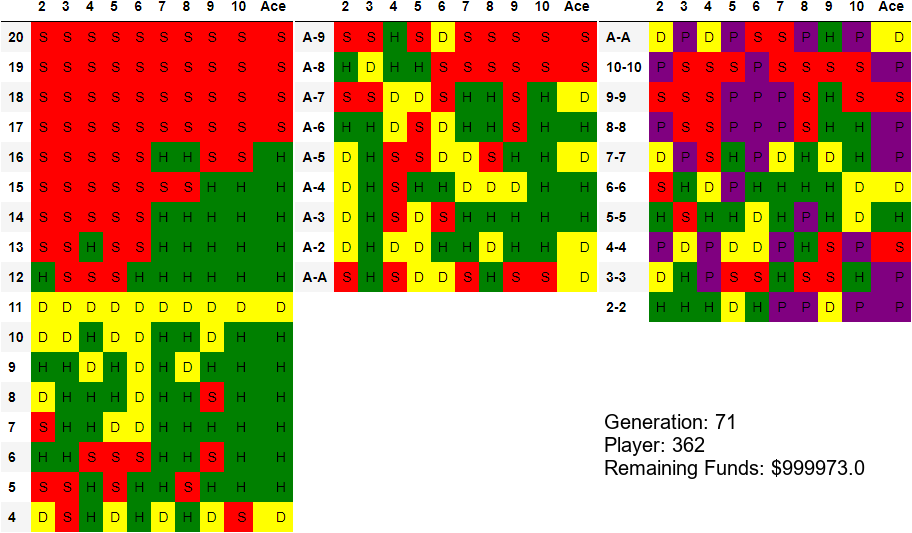 2 3 4 5 6 7 8 9 10 Ace
20 S S S S S S S S S S
19 S S S S S S S S S S
18 S S S S S S S S S S
17 S S S S S S S S S S
16 S S S S S H H S S H
15 S S S S S S S H H H
14 S S S S S H H H H H
13 S S H S S H H H H H
12 H S S S H H H H H H
11 D D D D D D D D D D
10 D D H D D H H D H H
9 H H D H D H D H H H
8 D H H H D H H S H H
7 S H H D D H H H H H
6 H H S S S H H S H H
5 S S H S H H S H H H
4 D S H D H D H D S D
2 3 4 5 6 7 8 9 10 Ace
A-9 S S H S D S S S S S
A-8 H D H H S S S S S S
A-7 S S D D S H H S H D
A-6 H H D S D H H S H H
A-5 D H S S D D S H H D
A-4 D H S H H D D D H H
A-3 D H S D S H H H H H
A-2 D H D D H H D H H D
A-A S H S D D S H S S D
2 3 4 5 6 7 8 9 10 Ace
A-A D P D P S S P H P D
10-10 P S S S P S S S S P
9-9 S S S P P P S H S S
8-8 P S S P P P S H H P
7-7 D P S H P D H D H P
6-6 S H D P H H H H D D
5-5 H S H H D H P H D H
4-4 P D P D D P H S P S
3-3 D H P S S H S S H P
2-2 H H H D H P P D P P
Generation: 71
Player: 362
Remaining Funds: $999973.0